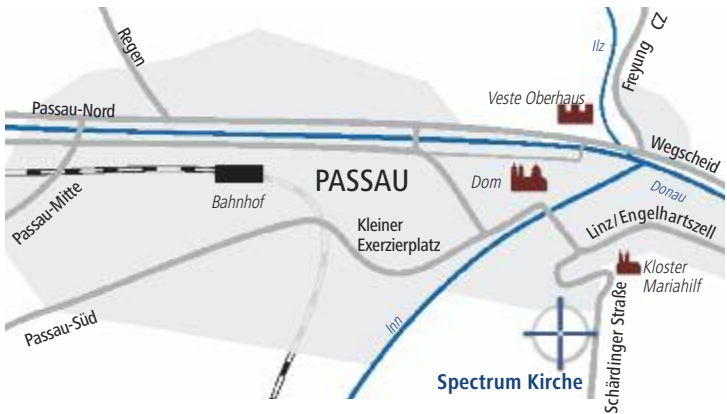 Regen
Ilz
Freyung CZ
Veste Oberhaus
Passau-Nord
Wegscheid
PASSAU
Dom
Donau
Bahnhof
Passau-Mitte
Kleiner
Exerzierplatz
Linz/Engelhartszell
Kloster
Mariahilf
Passau-Süd
Inn
Schärdinger Straße
Spectrum Kirche